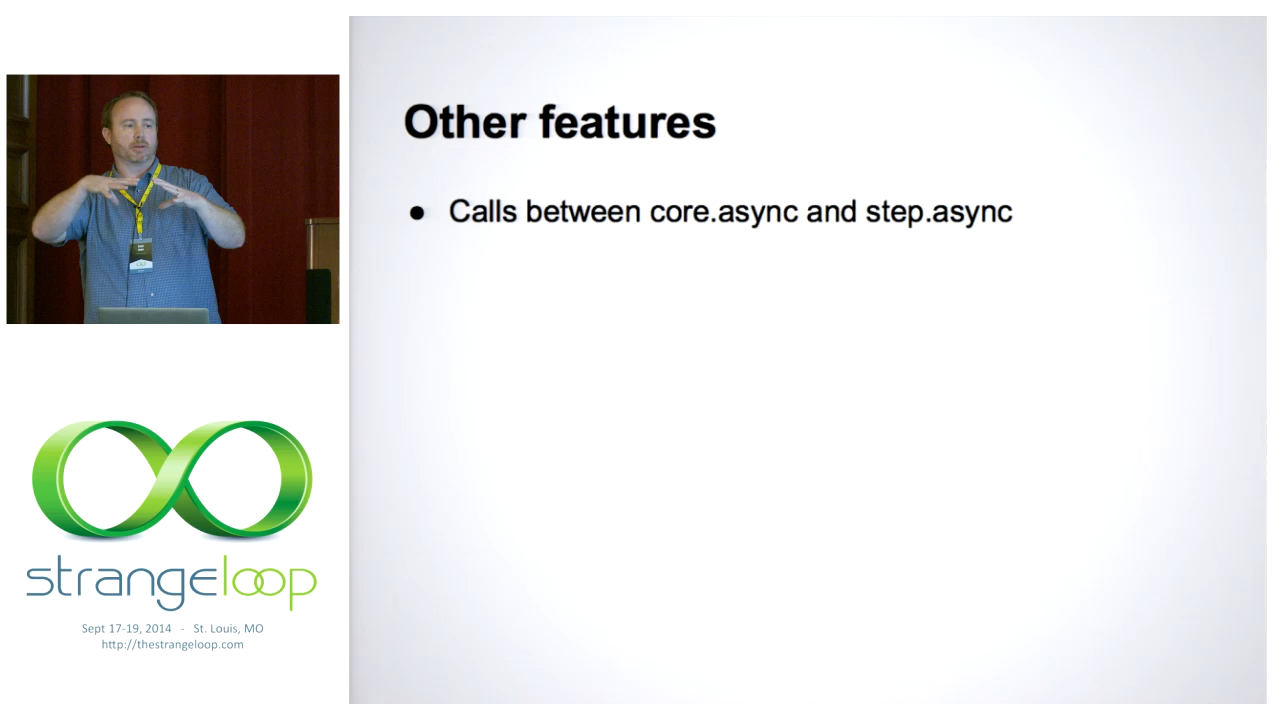 Other features
● Calls between core.async and step.async
strangeloop
Sept 17-19, 2014 - St. Louis, MO
http://thestrangeloop.com